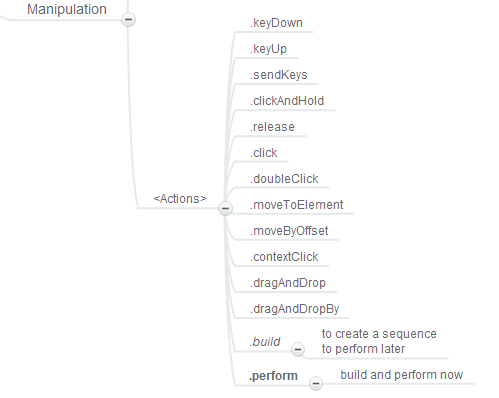 Manipulation
<Actions>
.keyDown
.keyUp
.sendKeys
.clickAndHold
.release
.click
.doubleClick
.moveToElement
.moveByOffset
.contextClick
.dragAndDrop
.dragAndDropBy
.build
to create a sequence
to perform later
.perform
build and perform now